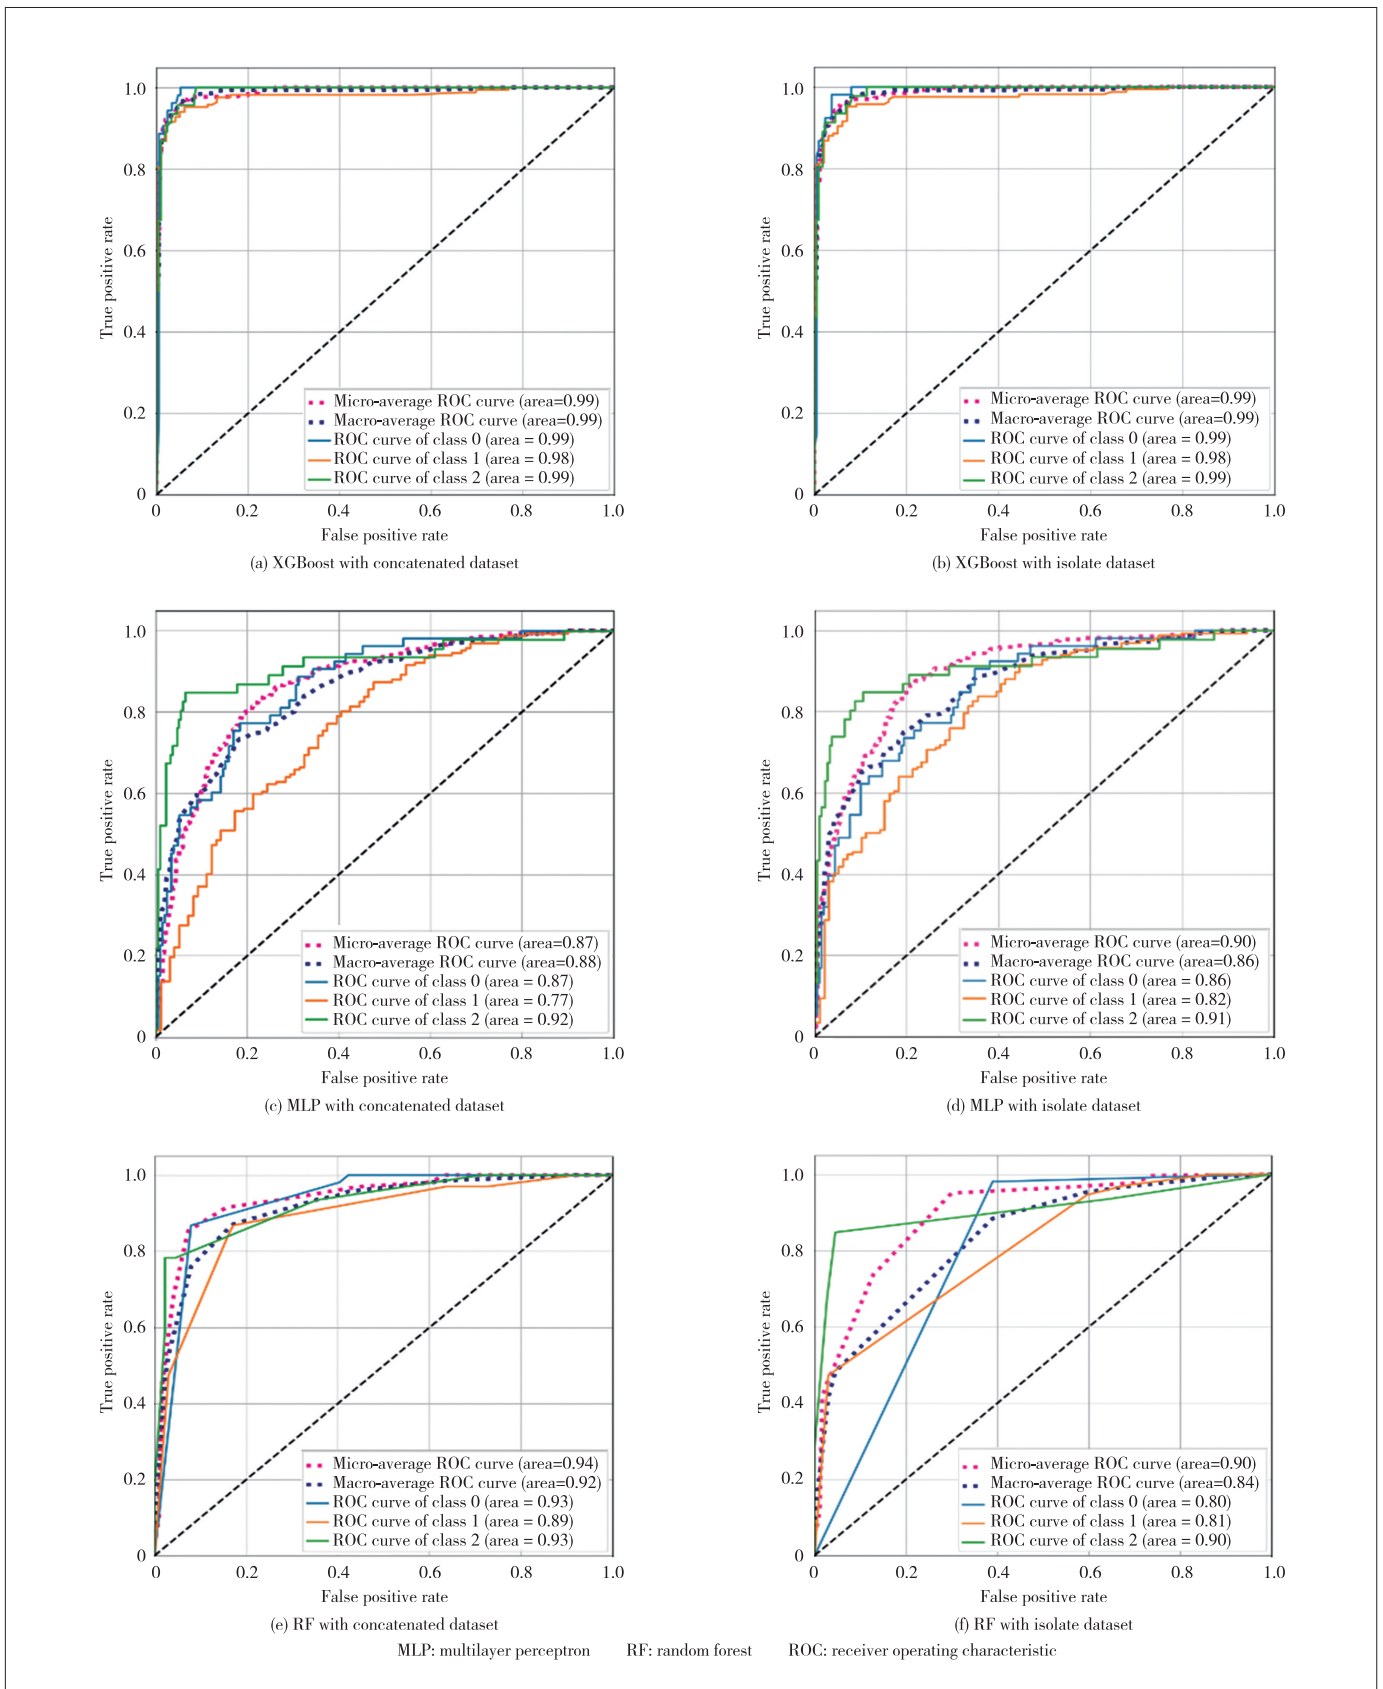 1.0
0.8
0.6
0.4
0.2
0
True positive rate
Micro-average ROC curve (area=0.99)
Macro-average ROC curve (area=0.99)
ROC curve of class 0 (area = 0.99)
ROC curve of class 1 (area = 0.98)
ROC curve of class 2 (area = 0.99)
0 0.2 0.4 0.6 0.8 1.0
False positive rate
(a) XGBoost with concatenated dataset
1.0
0.8
0.6
0.4
0.2
0
True positive rate
Micro-average ROC curve (area=0.99)
Macro-average ROC curve (area=0.99)
ROC curve of class 0 (area = 0.99)
ROC curve of class 1 (area = 0.98)
ROC curve of class 2 (area = 0.99)
0 0.2 0.4 0.6 0.8 1.0
False positive rate
(b) XGBoost with isolate dataset
1.0
0.8
0.6
0.4
0.2
0
True positive rate
Micro-average ROC curve (area=0.87)
Macro-average ROC curve (area=0.88)
ROC curve of class 0 (area = 0.87)
ROC curve of class 1 (area = 0.77)
ROC curve of class 2 (area = 0.92)
0 0.2 0.4 0.6 0.8 1.0
False positive rate
(c) MLP with concatenated dataset
1.0
0.8
0.6
0.4
0.2
0
True positive rate
Micro-average ROC curve (area=0.90)
Macro-average ROC curve (area=0.86)
ROC curve of class 0 (area = 0.86)
ROC curve of class 1 (area = 0.82)
ROC curve of class 2 (area = 0.91)
0 0.2 0.4 0.6 0.8 1.0
False positive rate
(d) MLP with isolate dataset
1.0
0.8
0.6
0.4
0.2
0
True positive rate
Micro-average ROC curve (area=0.94)
Macro-average ROC curve (area=0.92)
ROC curve of class 0 (area = 0.93)
ROC curve of class 1 (area = 0.89)
ROC curve of class 2 (area = 0.93)
0 0.2 0.4 0.6 0.8 1.0
False positive rate
(e) RF with concatenated dataset
1.0
0.8
0.6
0.4
0.2
0
True positive rate
Micro-average ROC curve (area=0.90)
Macro-average ROC curve (area=0.84)
ROC curve of class 0 (area = 0.80)
ROC curve of class 1 (area = 0.81)
ROC curve of class 2 (area = 0.90)
0 0.2 0.4 0.6 0.8 1.0
False positive rate
(f) RF with isolate dataset
MLP: multilayer perceptron RF: random forest ROC: receiver operating characteristic